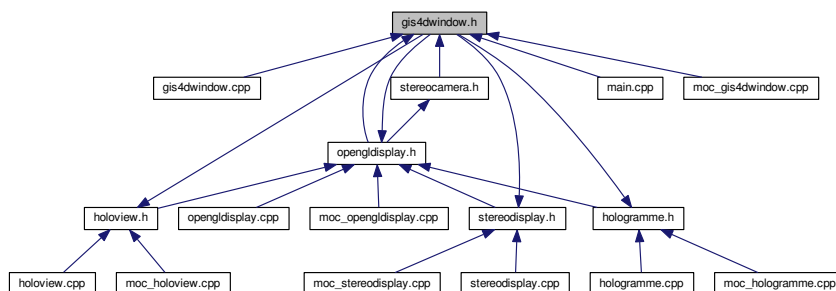 gis4dwindow.h
gis4dwindow.cpp
stereocamera.h
main.cpp
moc_gis4dwindow.cpp
opengldisplay.h
holoview.h
opengldisplay.cpp
moc_opengldisplay.cpp
stereodisplay.h
hologramme.h
holoview.cpp
moc_holoview.cpp
moc_stereodisplay.cpp
stereodisplay.cpp
hologramme.cpp
moc_hologramme.cpp